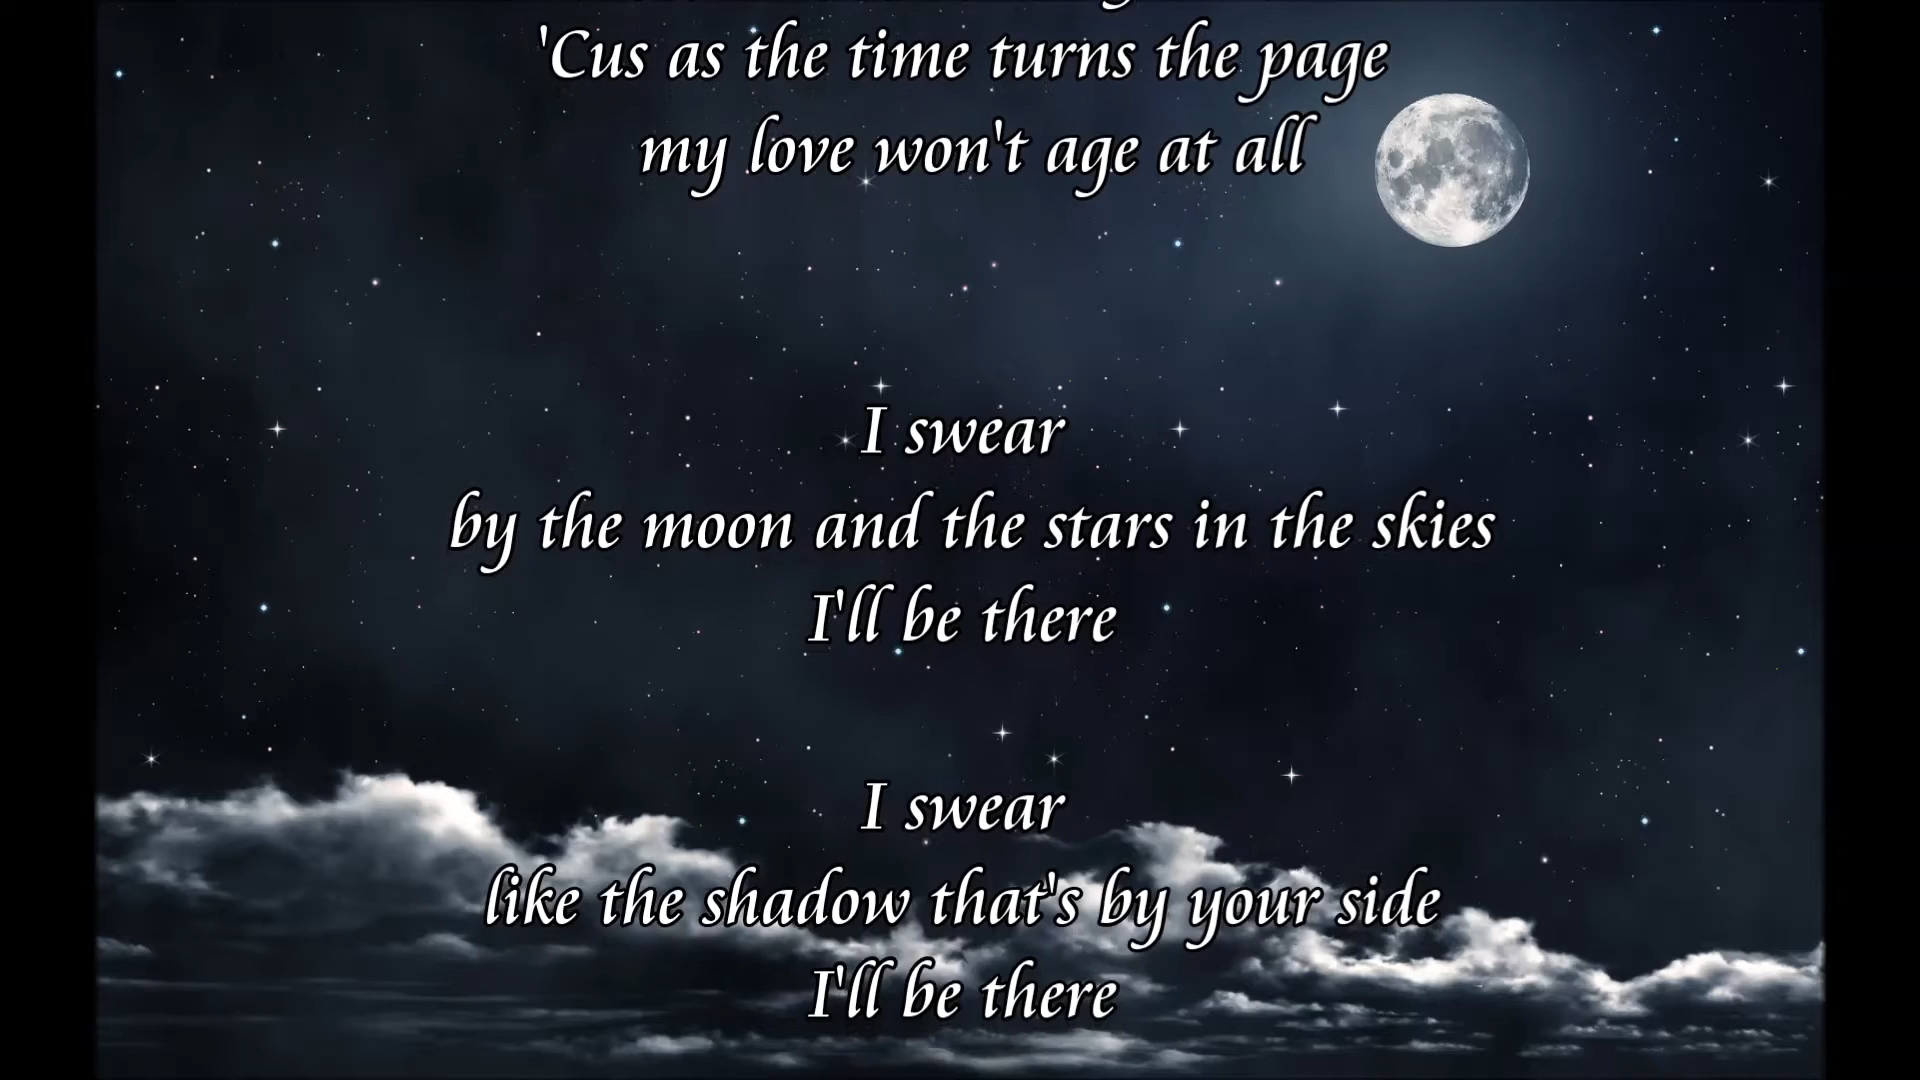 'Cus as the time turns the page
my love won't age at all
I swear
by the moon and the stars in the skies
I'll be there
I swear
like the shadow that's by your side
I'll be there